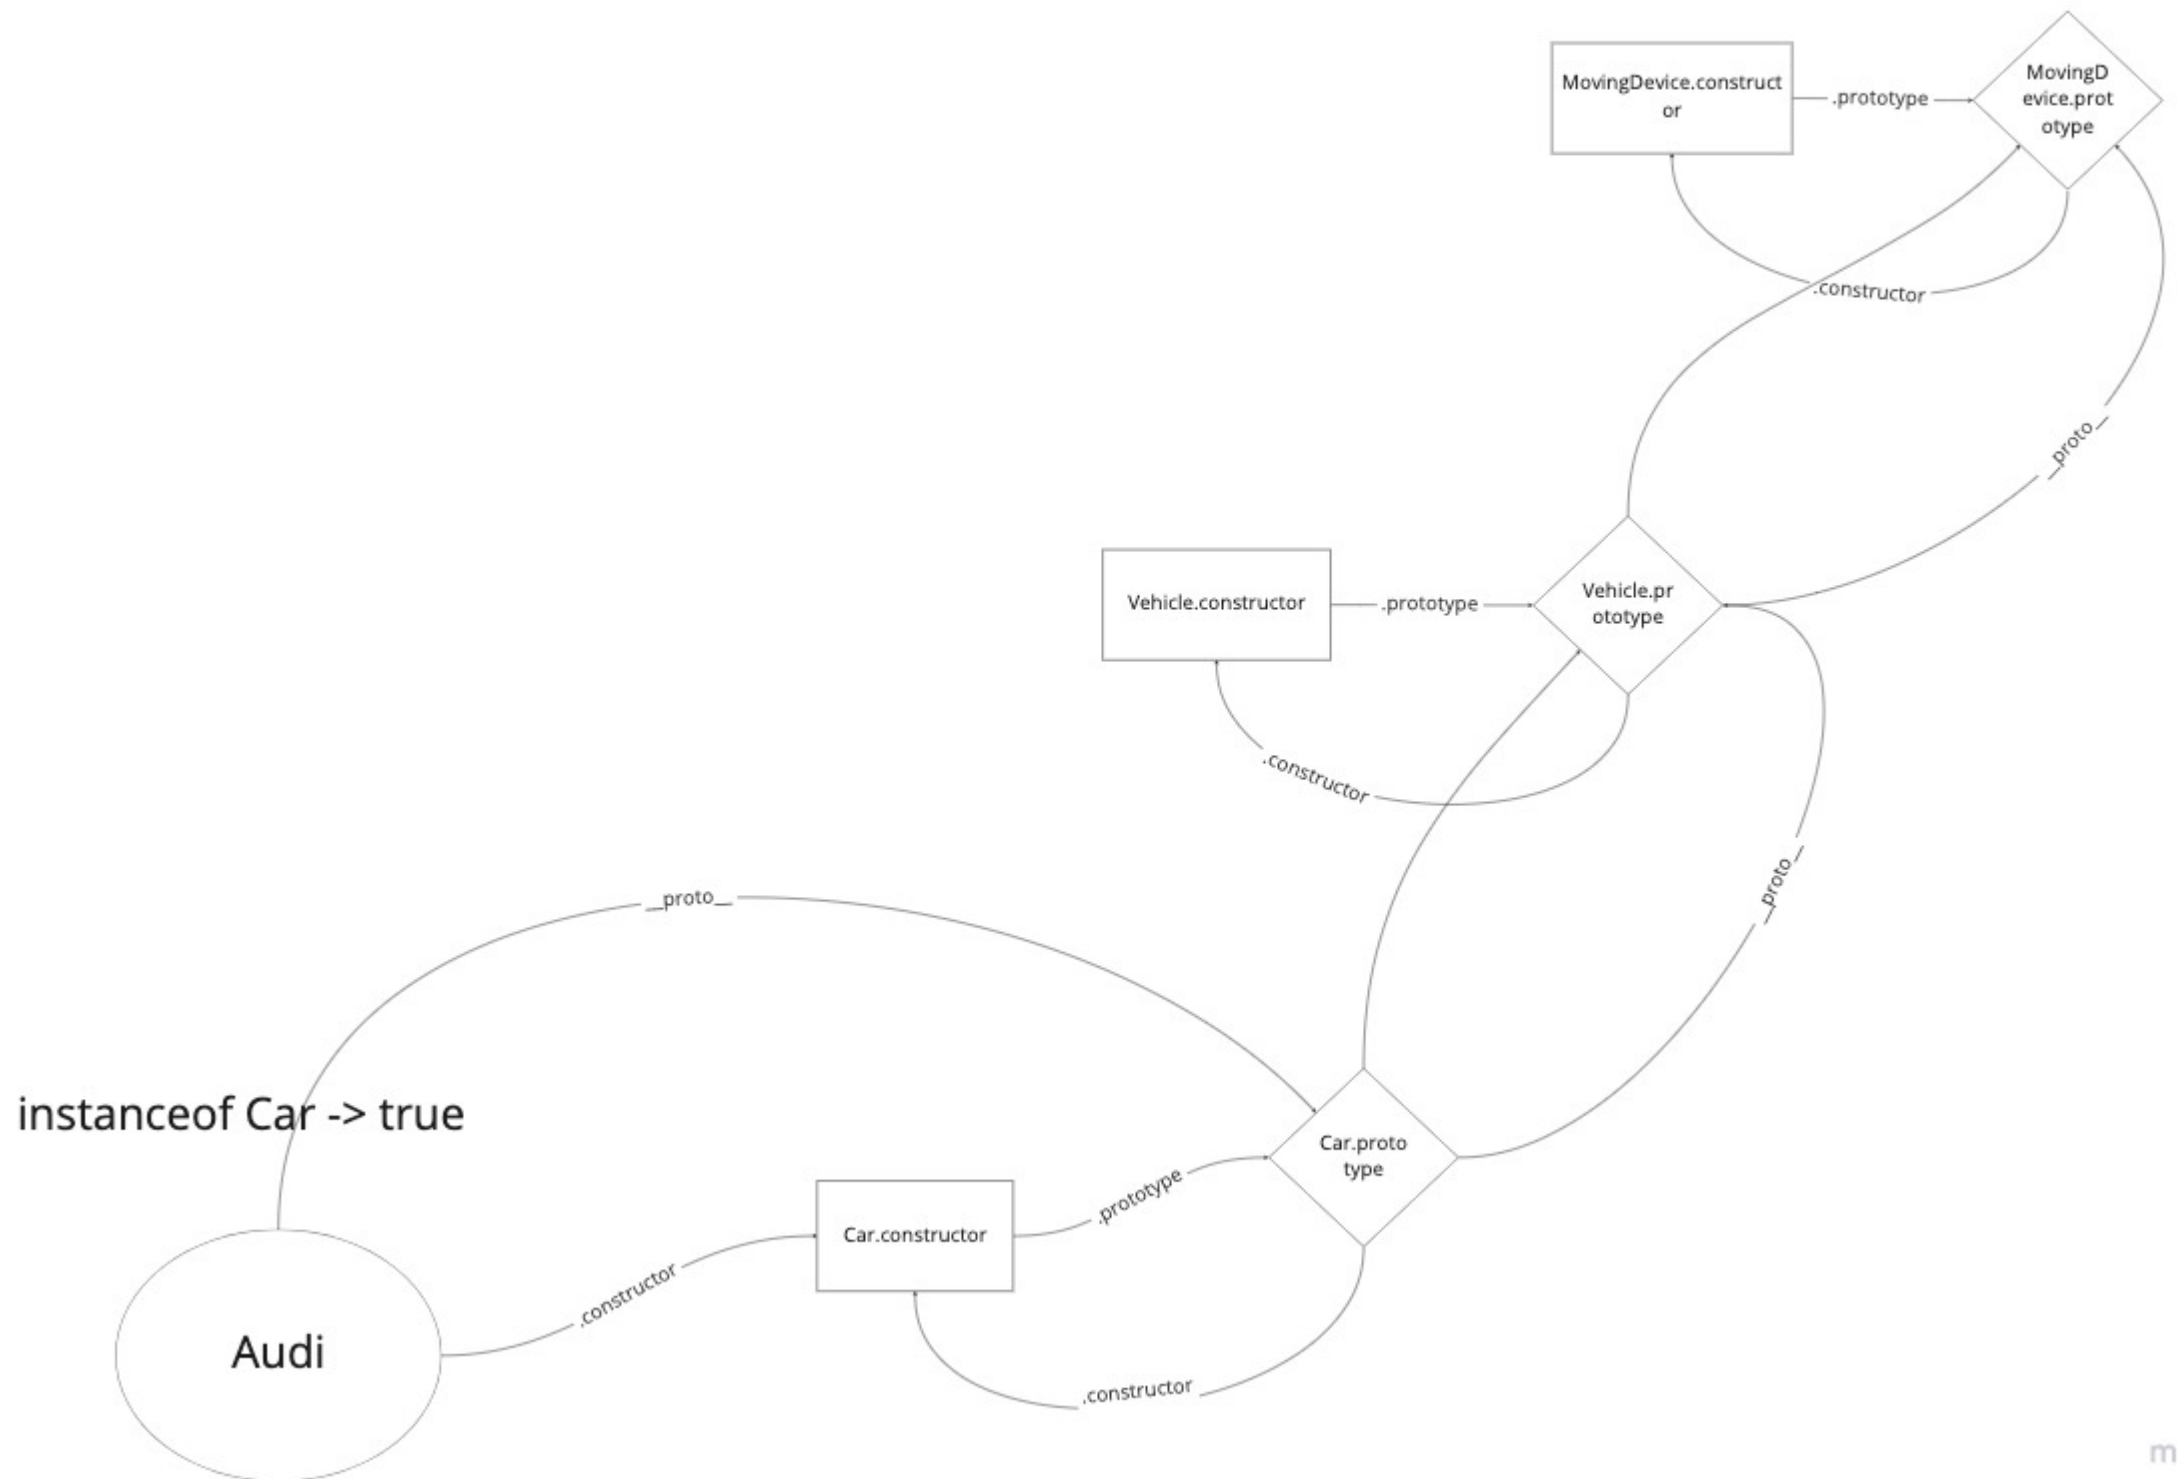 MovingDevice.construct
or
.prototype
MovingD
evice.prot
otype
.constructor
__proto__
Vehicle.constructor
.prototype
Vehicle.pr
ototype
.constructor
__proto__
__proto__
instanceof Car -> true
Car.proto
type
.prototype
Car.constructor
.constructor
Audi
.constructor
m